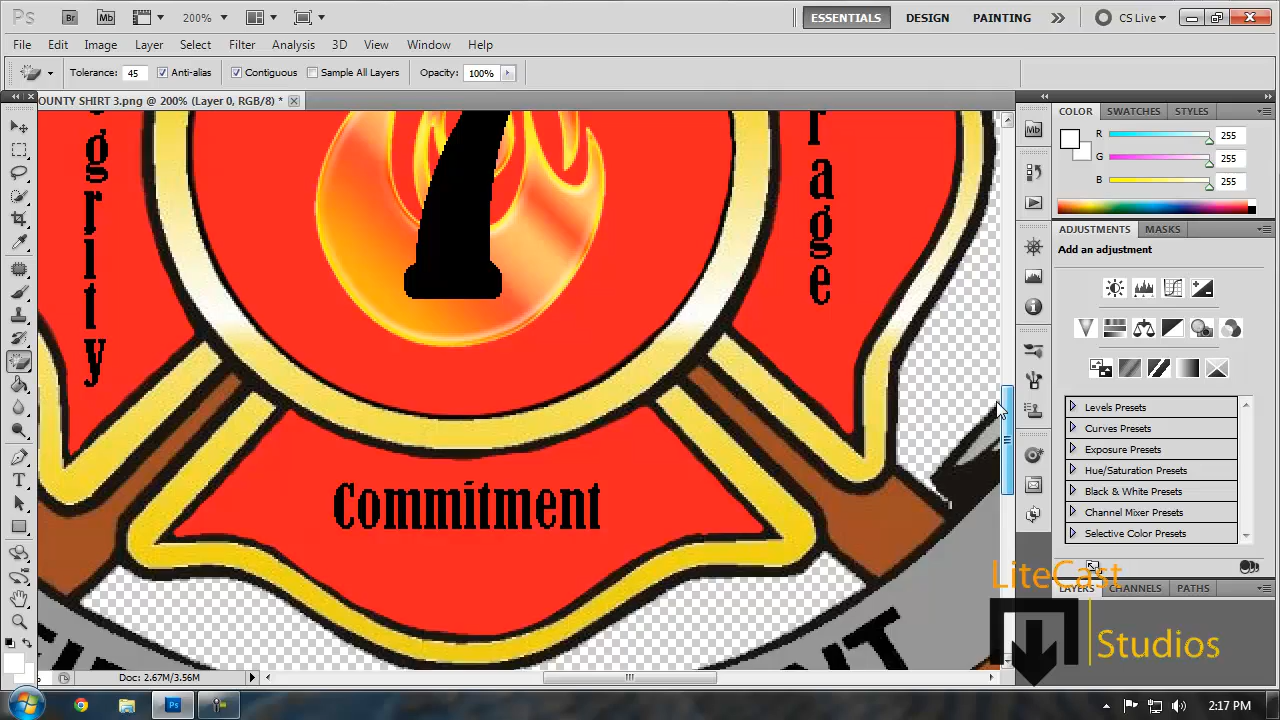 Ps Br Mb 200% ESSENTIALS DESIGN PAINTING CS Live
File Edit Image Layer Select Filter Analysis 3D View Window Help
Tolerance: 45 Anti-alias Contiguous Sample All Layers Opacity: 100%
OUNTY SHIRT 3.png @ 200% (Layer 0, RGB/8) *
COLOR SWATCHES STYLES
Mb
R 255
G 255
B 255
ADJUSTMENTS MASKS
Add an adjustment
Levels Presets
Curves Presets
Exposure Presets
Hue/Saturation Presets
Black & White Presets
Channel Mixer Presets
Selective Color Presets
LAYERS CHANNELS PATHS
grity
rage
7
Commitment
LiteCast
Studios
Doc: 2.67M/3.56M
Ps
2:17 PM